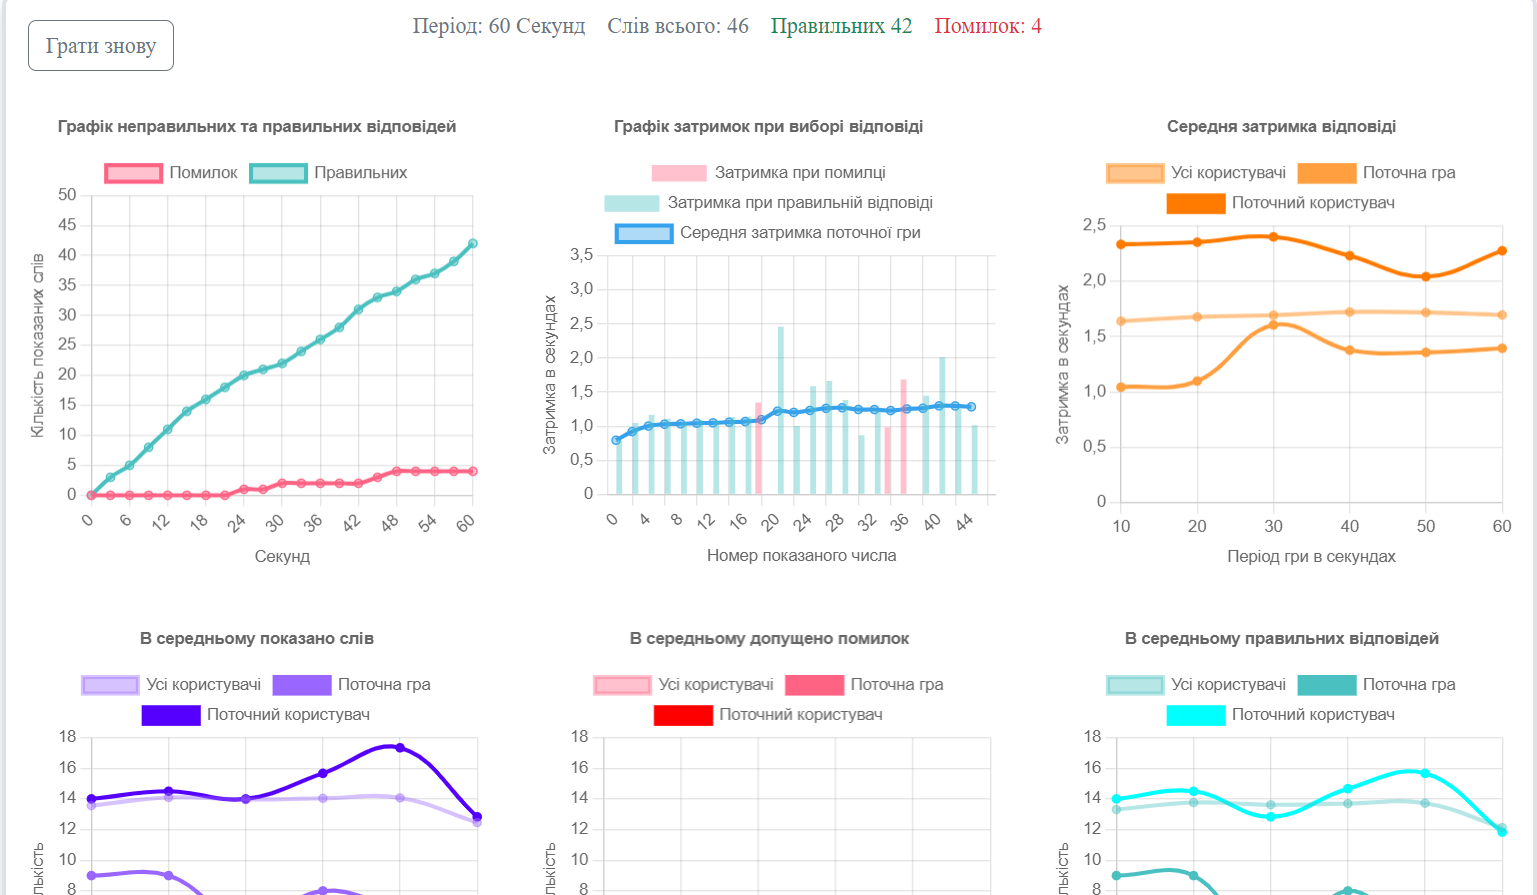 Грати знову
Період: 60 Секунд Слів всього: 46 Правильних 42 Помилок: 4
Графік неправильних та правильних відповідей
Помилок Правильних
50
45
40
35
30
25
20
15
10
5
0
Кількість показаних слів
0 6 12 18 24 30 36 42 48 54 60
Секунд
Графік затримок при виборі відповіді
Затримка при помилці
Затримка при правильній відповіді
Середня затримка поточної гри
3,5
3,0
2,5
2,0
1,5
1,0
0,5
0
Затримка в секундах
0 4 8 12 16 20 24 28 32 36 40 44
Номер показаного числа
Середня затримка відповіді
Усі користувачі Поточна гра
Поточний користувач
2,5
2,0
1,5
1,0
0,5
0
Затримка в секундах
10 20 30 40 50 60
Період гри в секундах
В середньому показано слів
Усі користувачі Поточна гра
Поточний користувач
18
16
14
12
10
8
лькість
В середньому допущено помилок
Усі користувачі Поточна гра
Поточний користувач
18
16
14
12
10
8
лькість
В середньому правильних відповідей
Усі користувачі Поточна гра
Поточний користувач
18
16
14
12
10
8
лькість